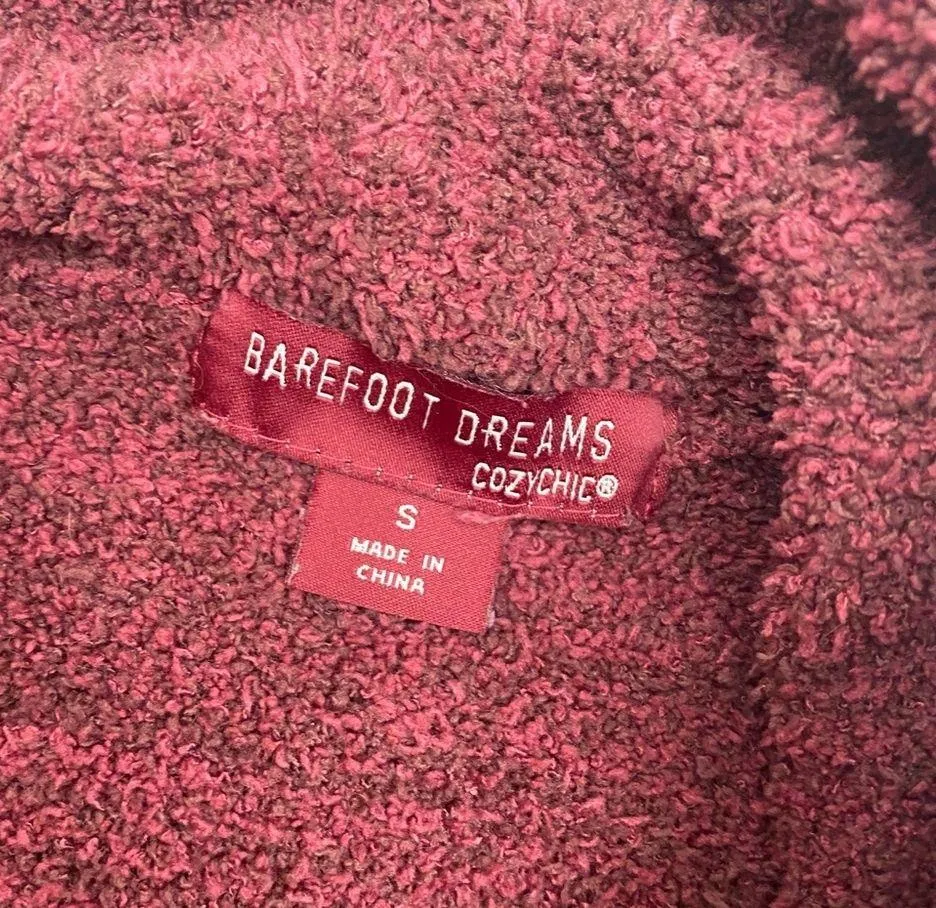 BAREFOOT DREAMS
COZYCHIC®
S
MADE IN
CHINA